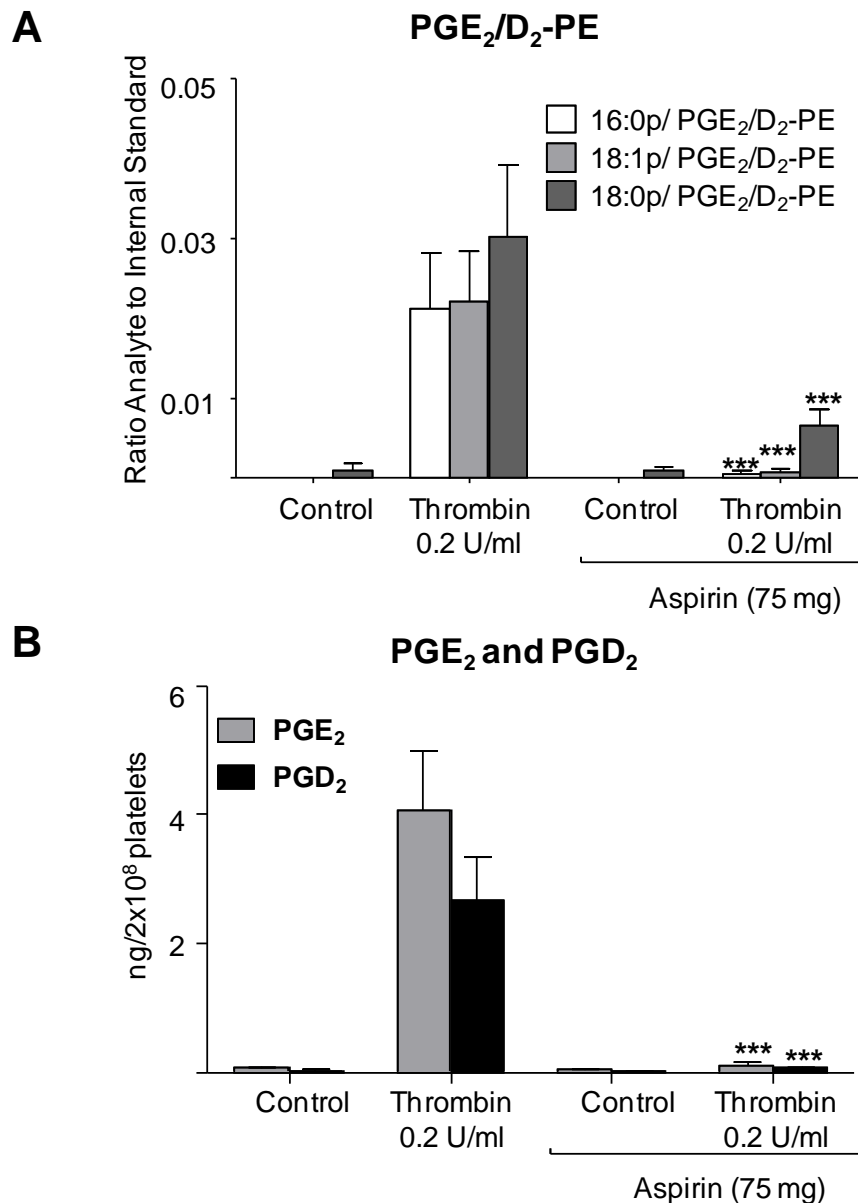 A
PGE₂/D₂-PE
Ratio Analyte to Internal Standard
0.05
0.03
0.01
16:0p/ PGE₂/D₂-PE
18:1p/ PGE₂/D₂-PE
18:0p/ PGE₂/D₂-PE
*** *** ***
Control Thrombin Control Thrombin
0.2 U/ml 0.2 U/ml
Aspirin (75 mg)
B
PGE₂ and PGD₂
ng/2x10⁸ platelets
6
4
2
PGE₂
PGD₂
*** ***
Control Thrombin Control Thrombin
0.2 U/ml 0.2 U/ml
Aspirin (75 mg)